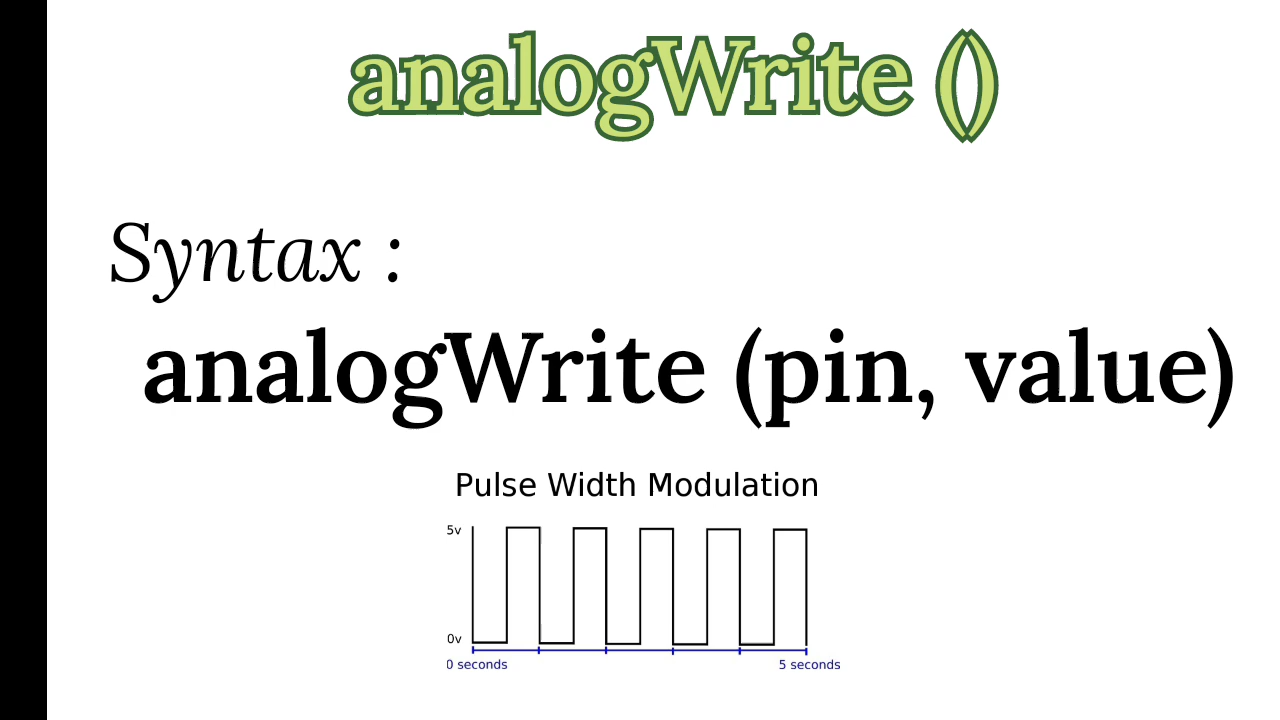 analogWrite ()
Syntax :
analogWrite (pin, value)
Pulse Width Modulation
5v
0v
0 seconds 5 seconds